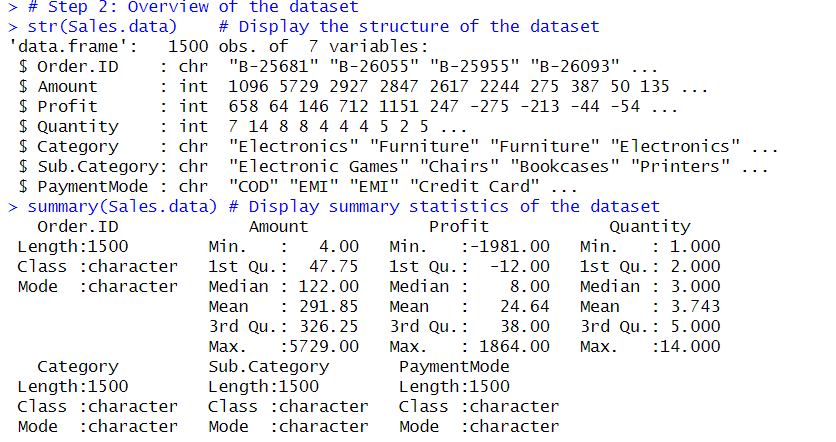 > # Step 2: Overview of the dataset
> str(Sales.data)    # Display the structure of the dataset
'data.frame':   1500 obs. of  7 variables:
 $ Order.ID    : chr  "B-25681" "B-26055" "B-25955" "B-26093" ...
 $ Amount      : int  1096 5729 2927 2847 2617 2244 275 387 50 135 ...
 $ Profit      : int  658 64 146 712 1151 247 -275 -213 -44 -54 ...
 $ Quantity    : int  7 14 8 8 4 4 4 5 2 5 ...
 $ Category    : chr  "Electronics" "Furniture" "Furniture" "Electronics" ...
 $ Sub.Category: chr  "Electronic Games" "Chairs" "Bookcases" "Printers" ...
 $ PaymentMode : chr  "COD" "EMI" "EMI" "Credit Card" ...
> summary(Sales.data) # Display summary statistics of the dataset
   Order.ID             Amount            Profit            Quantity     
 Length:1500        Min.   :   4.00   Min.   :-1981.00   Min.   : 1.000  
 Class :character   1st Qu.:  47.75   1st Qu.:  -12.00   1st Qu.: 2.000  
 Mode  :character   Median : 122.00   Median :    8.00   Median : 3.000  
                    Mean   : 291.85   Mean   :   24.64   Mean   : 3.743  
                    3rd Qu.: 326.25   3rd Qu.:   38.00   3rd Qu.: 5.000  
                    Max.   :5729.00   Max.   : 1864.00   Max.   :14.000  
   Category         Sub.Category       PaymentMode       
 Length:1500        Length:1500        Length:1500       
 Class :character   Class :character   Class :character  
 Mode  :character   Mode  :character   Mode  :character